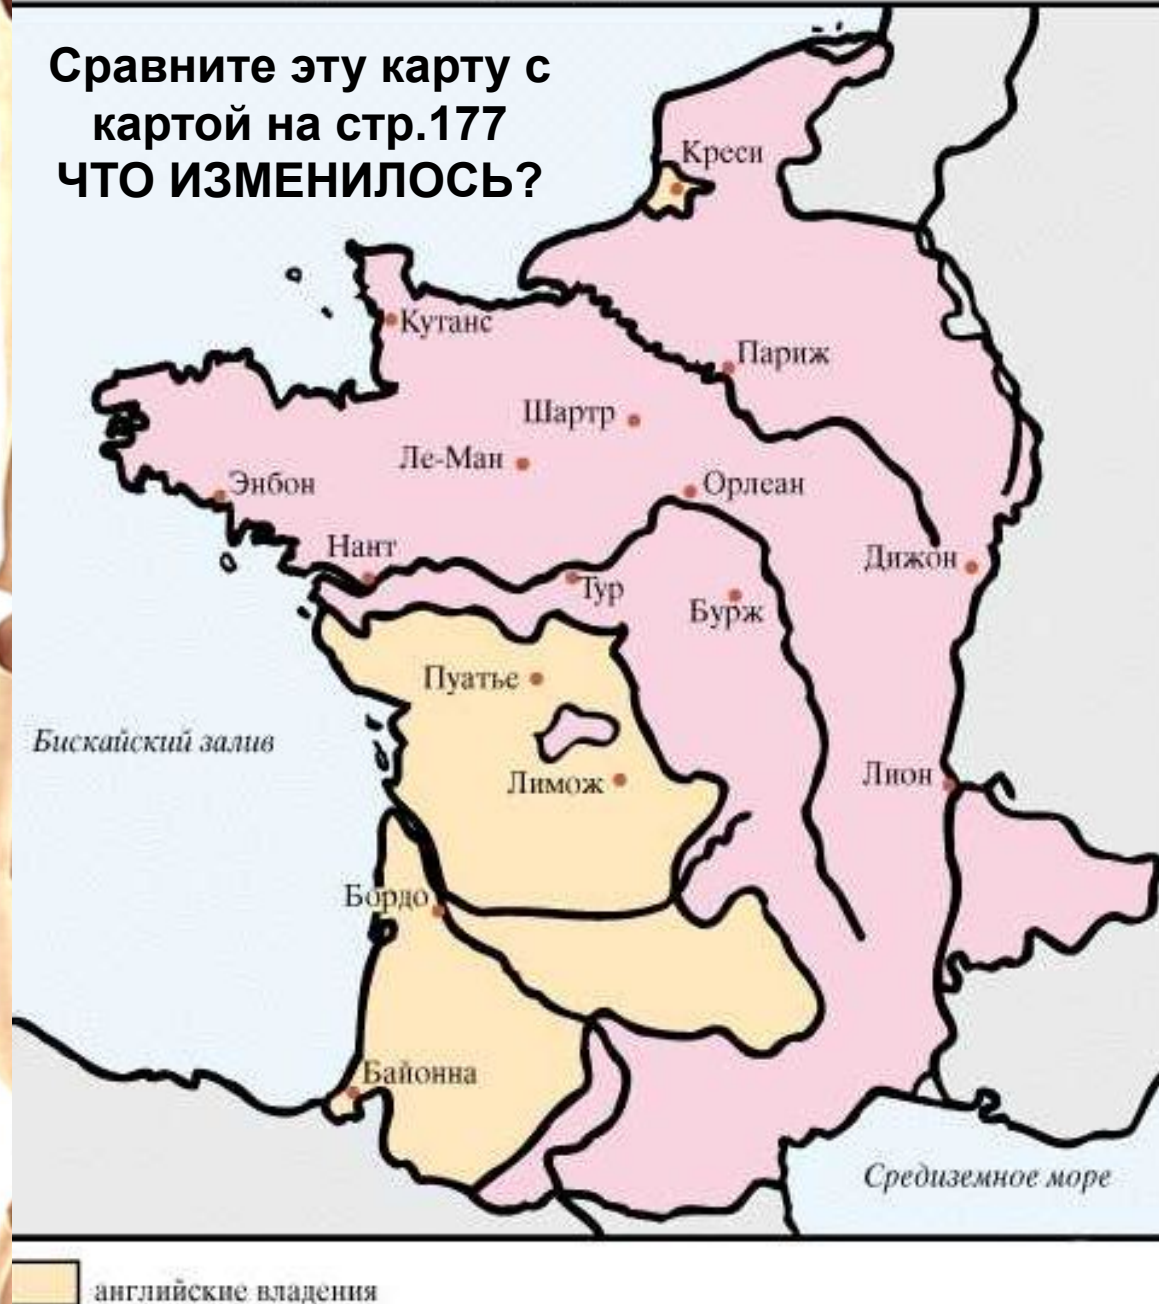 Сравните эту карту с
картой на стр.177
ЧТО ИЗМЕНИЛОСЬ?
Креси
Кутанс
Париж
Шартр
Ле-Ман
Энбон
Орлеан
Нант
Дижон
Тур
Бурж
Пуатье
Бискайский залив
Лимож
Лион
Бордо
Байонна
Средиземное море
английские владения